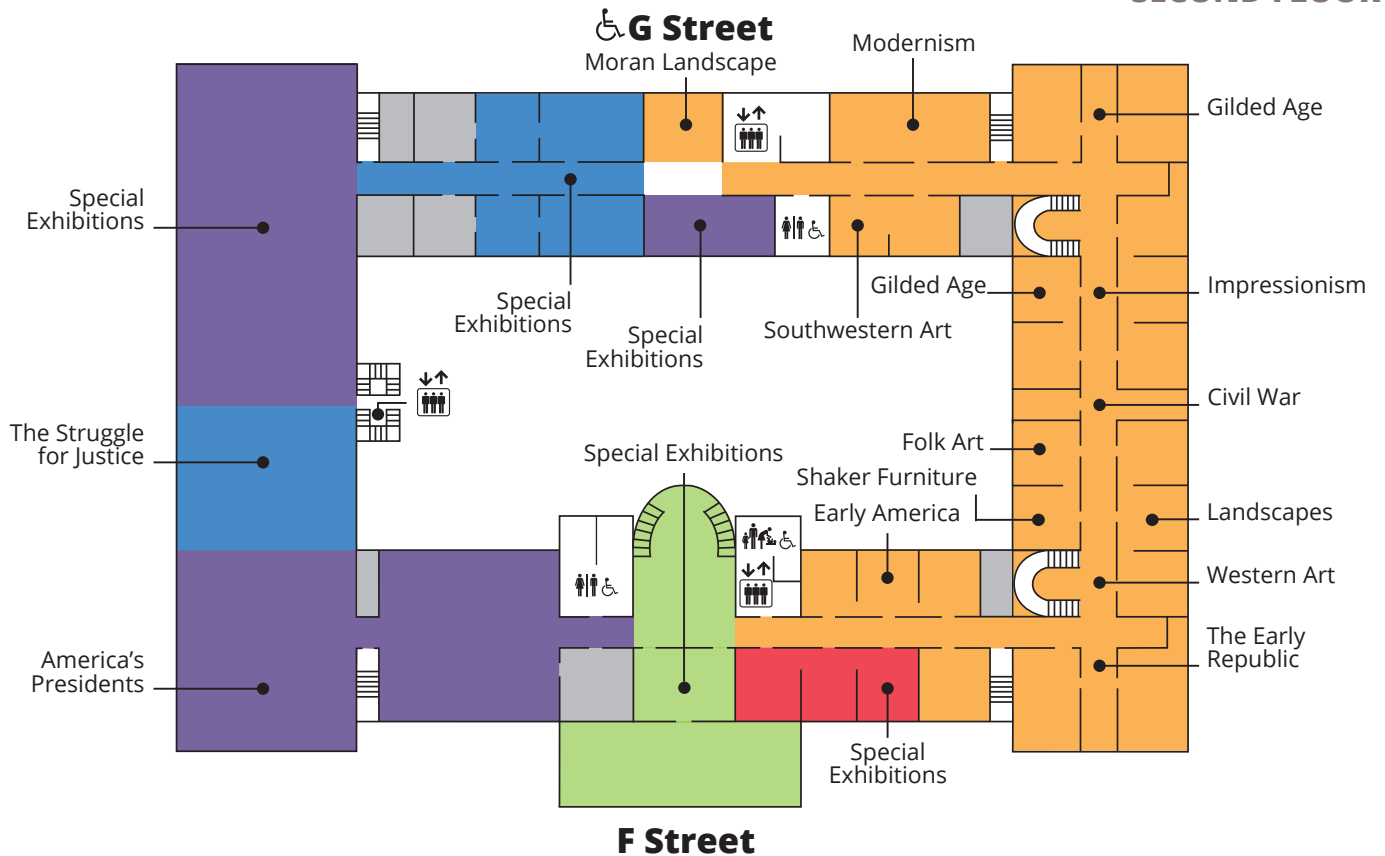 SECOND FLOOR
G Street
Moran Landscape
Modernism
Gilded Age
Special
Exhibitions
Special
Exhibitions
Special
Exhibitions
Gilded Age
Southwestern Art
Impressionism
Civil War
The Struggle
for Justice
Special Exhibitions
Folk Art
Shaker Furniture
Early America
Landscapes
Western Art
The Early
Republic
America’s
Presidents
Special
Exhibitions
F Street